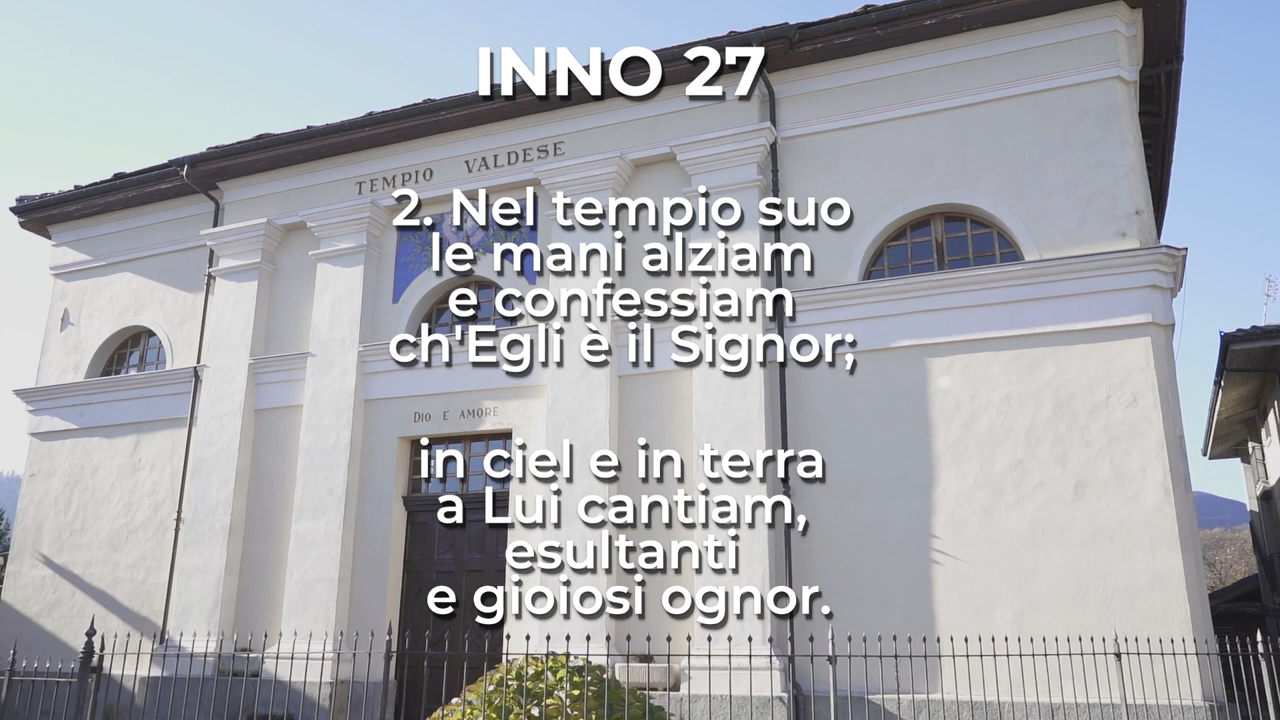 INNO 27
TEMPIO VALDESE
2. Nel tempio suo
le mani alziam
e confessiam
ch'Egli è il Signor;
DIO E' AMORE
in ciel e in terra
a Lui cantiam,
esultanti
e gioiosi ognor.